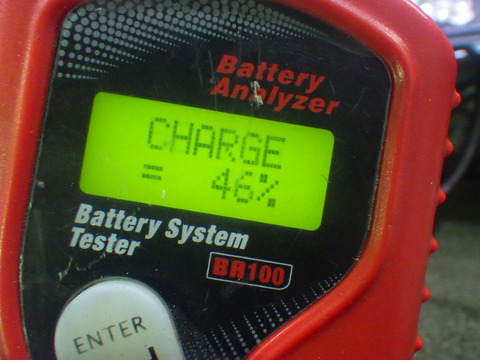 Battery
Analyzer
CHARGE
= 46%
Battery System
Tester
BA100
ENTER